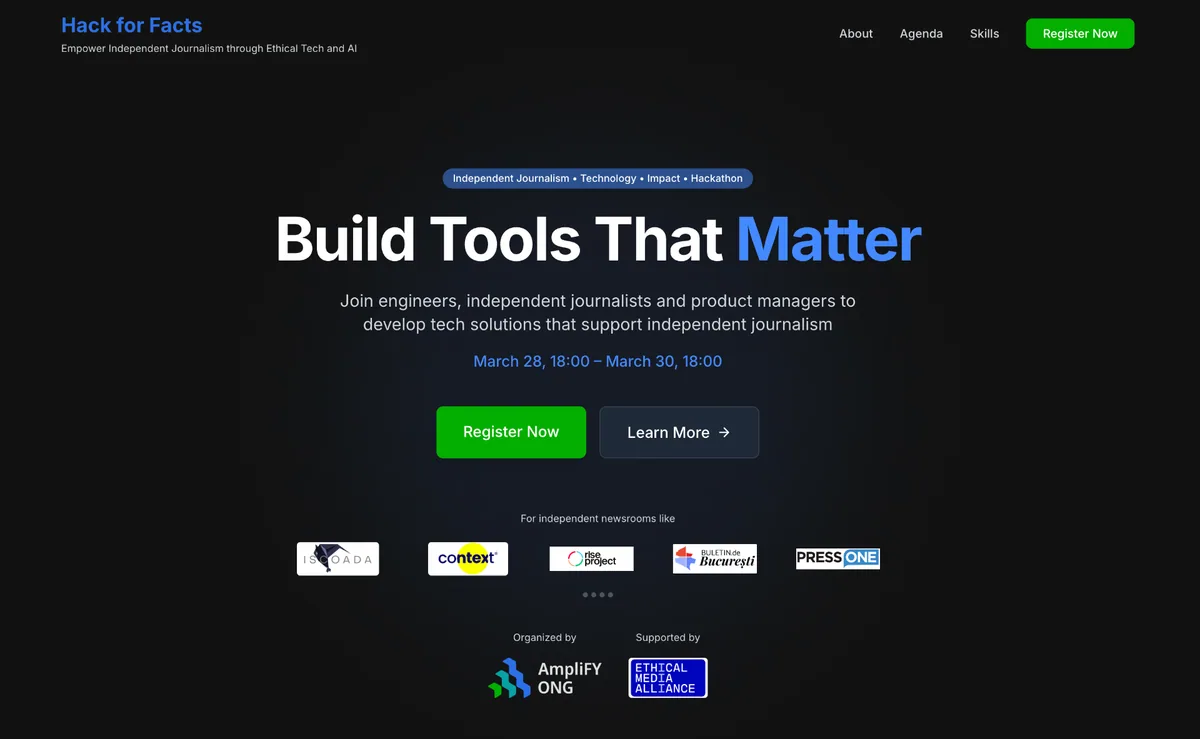 Hack for Facts
Empower Independent Journalism through Ethical Tech and AI
About
Agenda
Skills
Register Now
Independent Journalism • Technology • Impact • Hackathon
Build Tools That Matter
Join engineers, independent journalists and product managers to
develop tech solutions that support independent journalism
March 28, 18:00 – March 30, 18:00
Register Now
Learn More →
For independent newsrooms like
ISCOADA
context
rise
project
BULETIN.de
București
PRESSONE
Organized by
Supported by
AmpliFY
ONG
ETHICAL
MEDIA
ALLIANCE